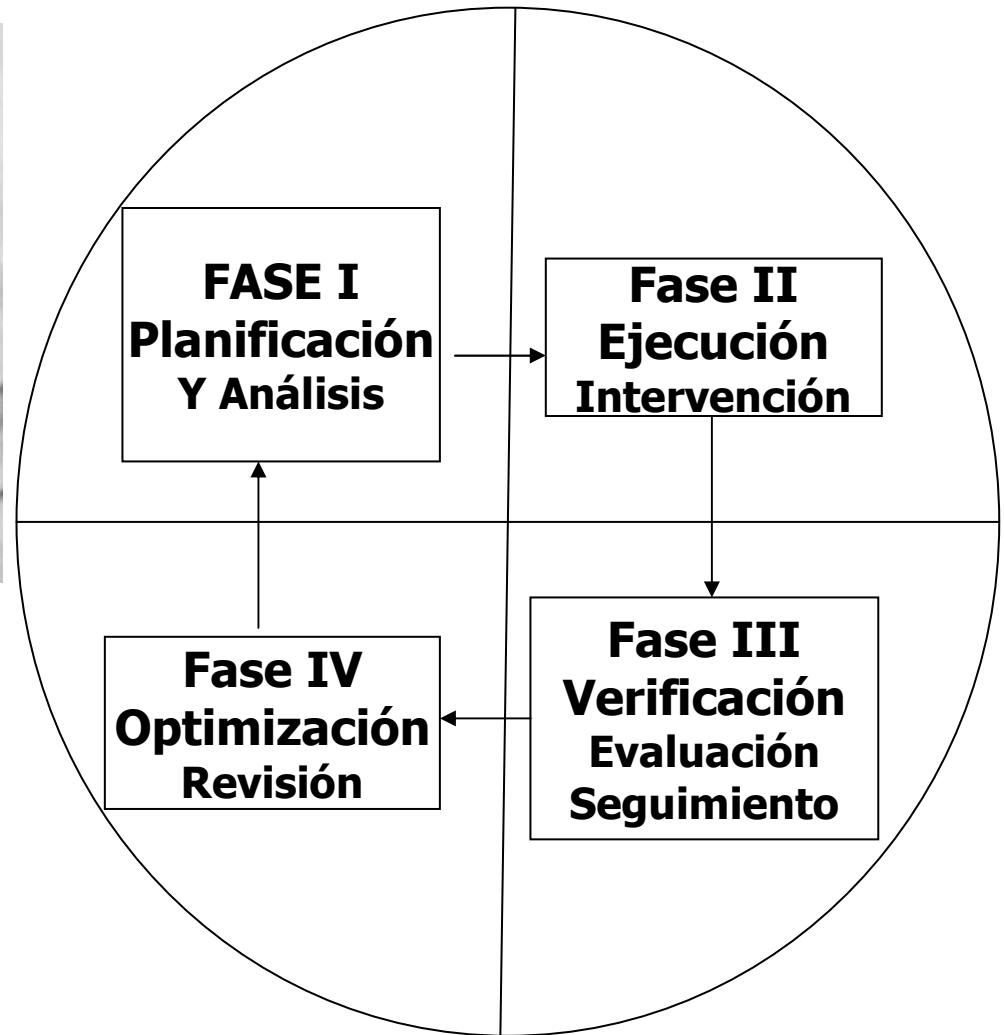 FASE I
Planificación
Y Análisis
Fase II
Ejecución
Intervención
Fase III
Verificación
Evaluación
Seguimiento
Fase IV
Optimización
Revisión